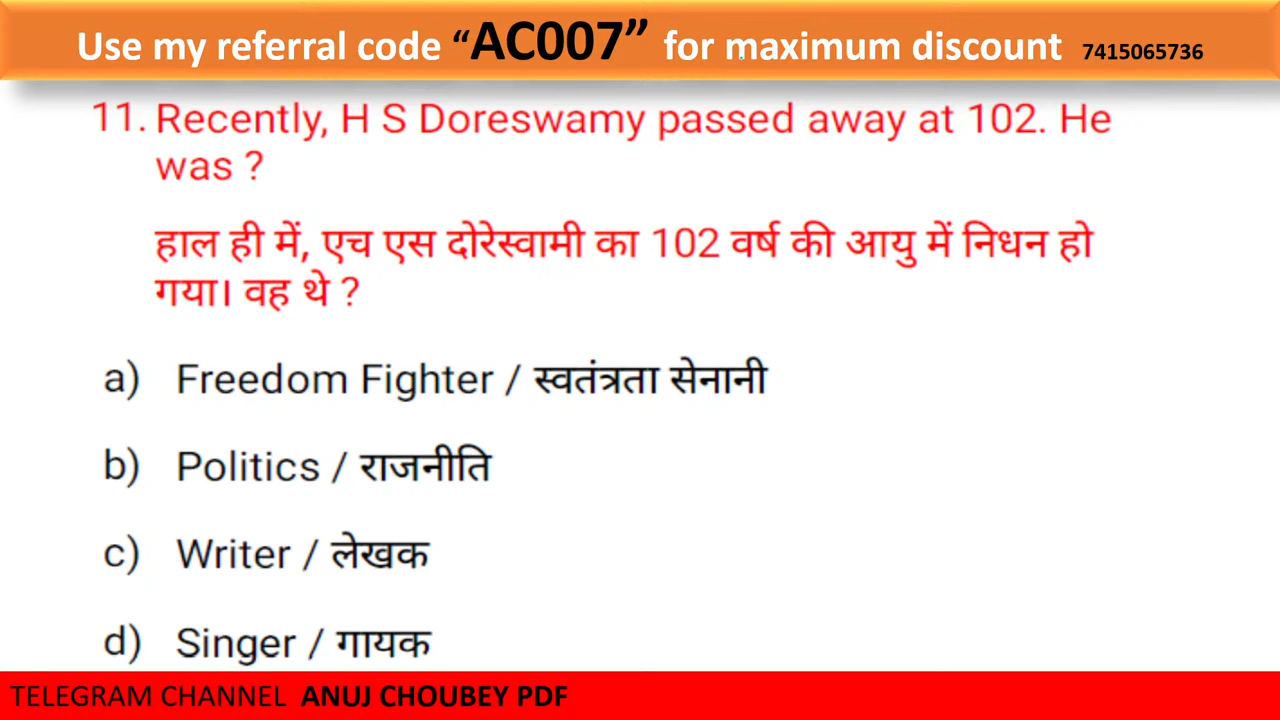 Use my referral code “AC007” for maximum discount 7415065736
11. Recently, H S Doreswamy passed away at 102. He
was ?
हाल ही में, एच एस दोरेस्वामी का 102 वर्ष की आयु में निधन हो
गया। वह थे ?
a) Freedom Fighter / स्वतंत्रता सेनानी
b) Politics / राजनीति
c) Writer / लेखक
d) Singer / गायक
TELEGRAM CHANNEL ANUJ CHOUBEY PDF